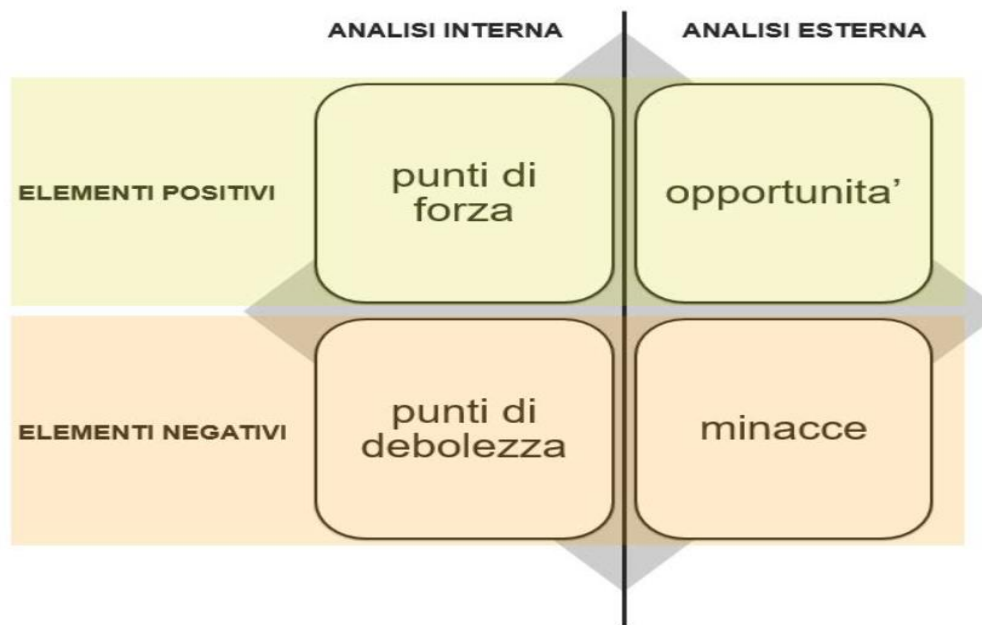 ANALISI INTERNA
ANALISI ESTERNA
ELEMENTI POSITIVI
punti di
forza
opportunita’
ELEMENTI NEGATIVI
punti di
debolezza
minacce